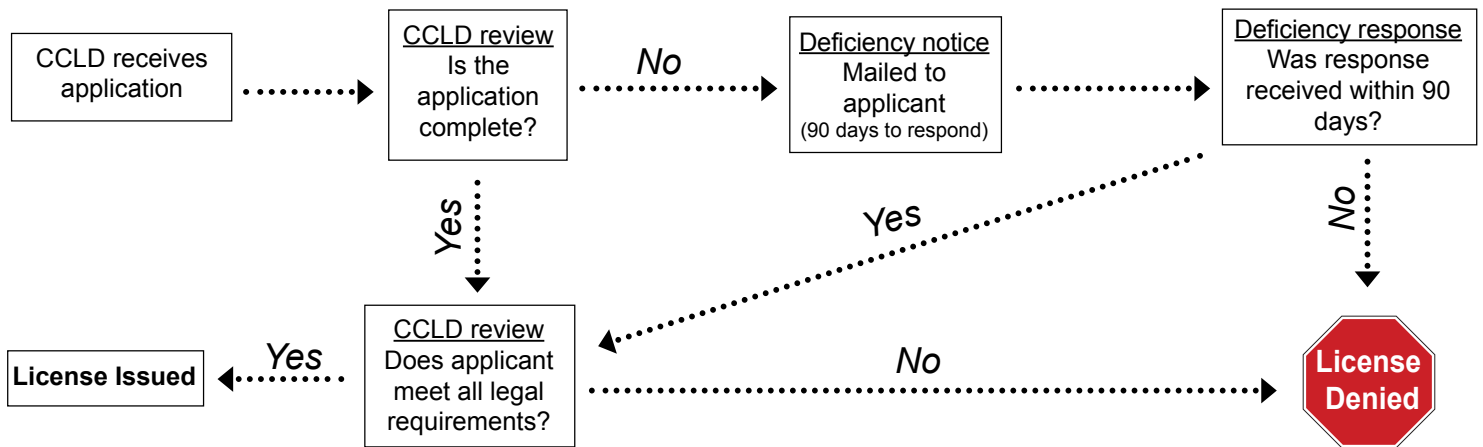 CCLD receives
application
CCLD review
Is the
application
complete?
No
Deficiency notice
Mailed to
applicant
(90 days to respond)
Deficiency response
Was response
received within 90
days?
Yes
Yes
No
License Issued
Yes
CCLD review
Does applicant
meet all legal
requirements?
No
License
Denied